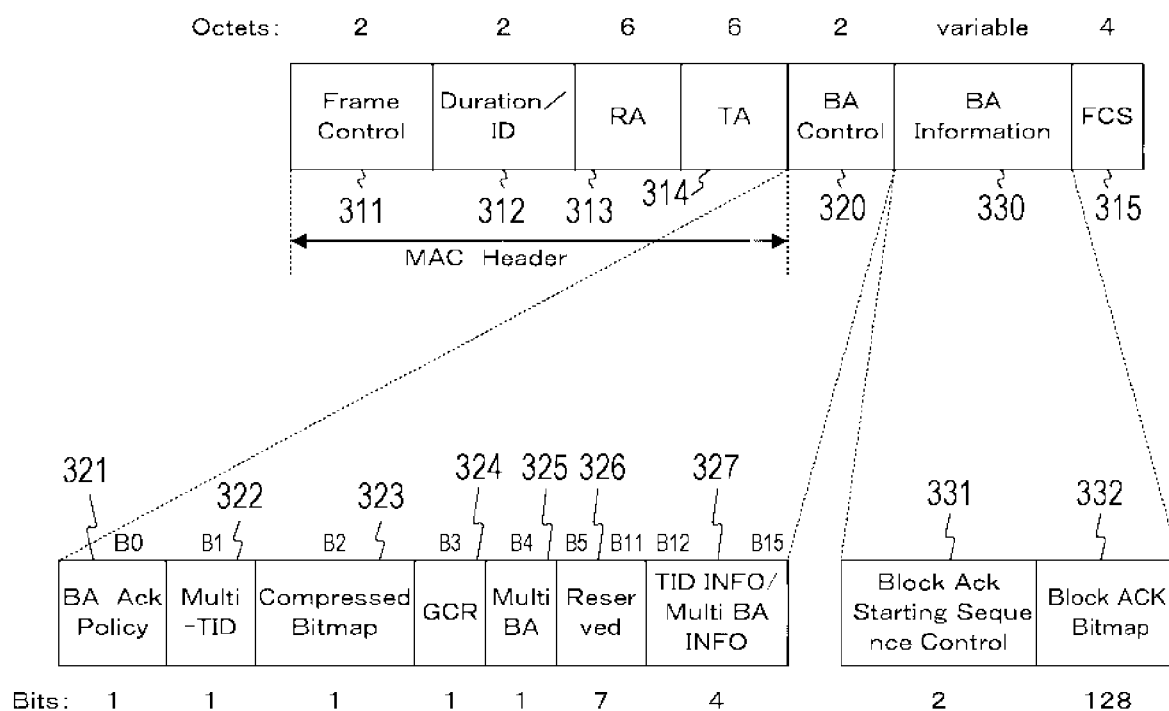 Octets: 2 2 6 6 2 variable 4
Frame Control
Duration/ID
RA
TA
BA Control
BA Information
FCS
311 312 313 314 320 330 315
MAC Header
321 322 323 324 325 326 327
331 332
B0 B1 B2 B3 B4 B5 B11 B12 B15
BA Ack Policy
Multi-TID
Compressed Bitmap
GCR
Multi BA
Reserved
TID INFO/Multi BA INFO
Block Ack Starting Sequence Control
Block ACK Bitmap
Bits: 1 1 1 1 1 7 4 2 128